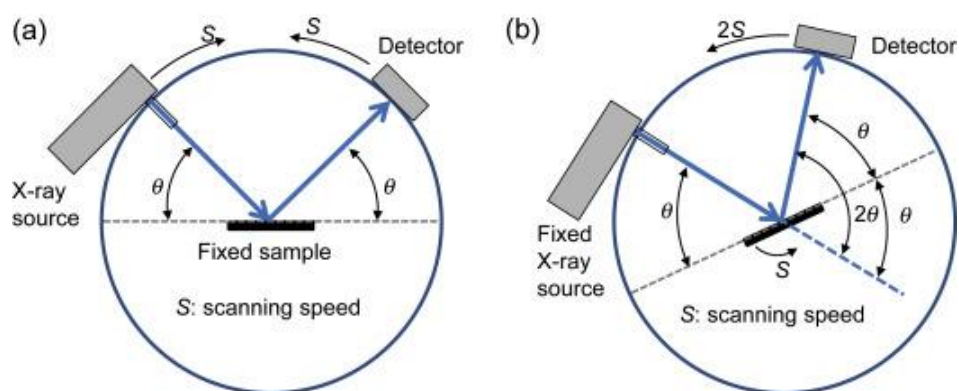 (a)
S
S
Detector
θ
θ
X-ray
source
Fixed sample
S: scanning speed
(b)
2S
Detector
θ
θ
2θ
θ
Fixed
X-ray
source
S
S: scanning speed